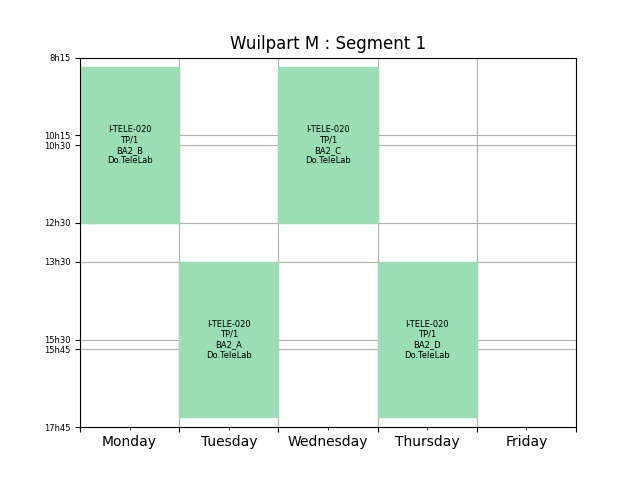 Wuilpart M : Segment 1
8h15
10h15
10h30
12h30
13h30
15h30
15h45
17h45
I-TELE-020
TP/1
BA2_B
Do.TeleLab
I-TELE-020
TP/1
BA2_C
Do.TeleLab
I-TELE-020
TP/1
BA2_A
Do.TeleLab
I-TELE-020
TP/1
BA2_D
Do.TeleLab
Monday
Tuesday
Wednesday
Thursday
Friday